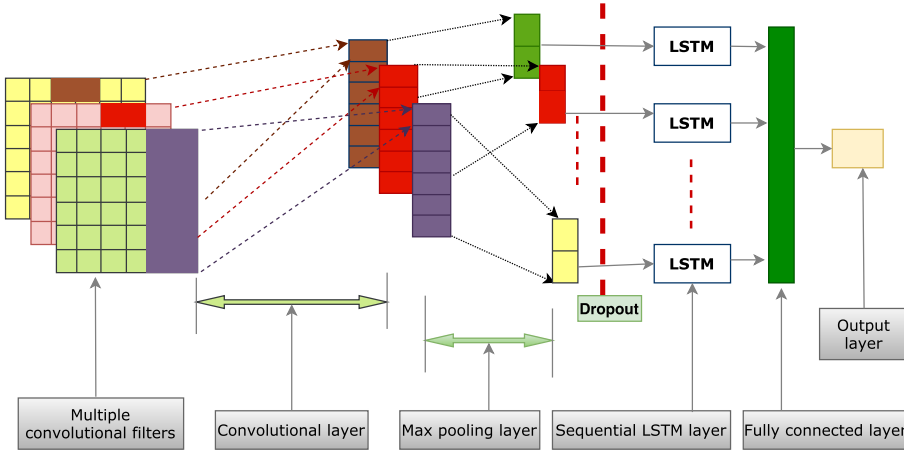 LSTM
LSTM
LSTM
Dropout
Output
layer
Multiple
convolutional filters
Convolutional layer
Max pooling layer
Sequential LSTM layer
Fully connected layer